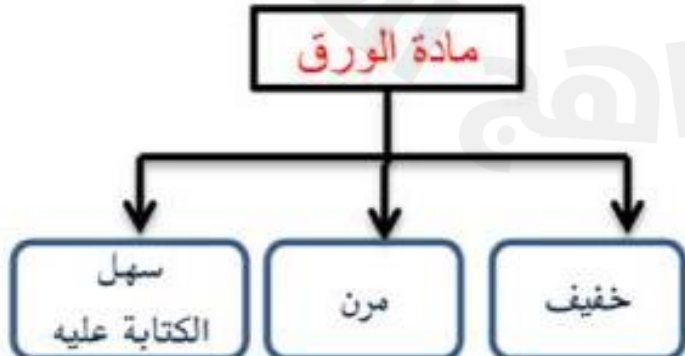 مادة الورق
خفيف
مرن
سهل
الكتابة عليه